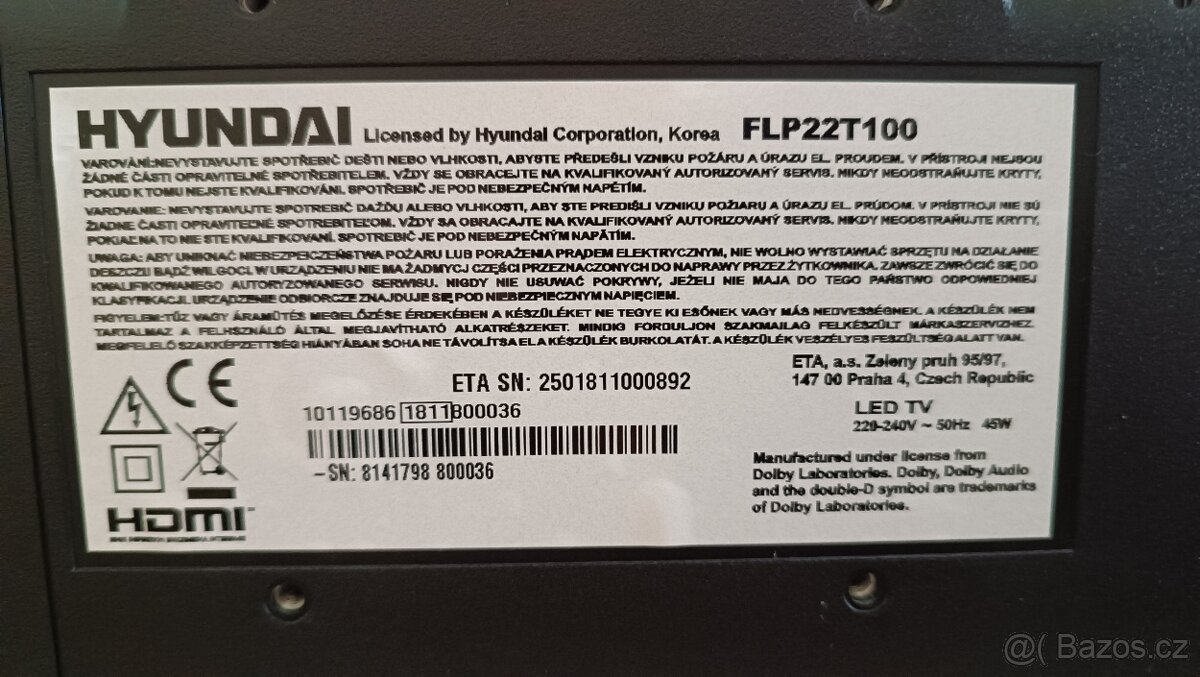 HYUNDAI Licensed by Hyundai Corporation, Korea FLP22T100
VAROVÁNÍ:NEVYSTAVUJTE SPOTŘEBIČ DEŠTI NEBO VLHKOSTI, ABYSTE PŘEDEŠLI VZNIKU POŽÁRU A ÚRAZU EL. PROUDEM. V PŘÍSTROJI NEJSOU
ŽÁDNÉ ČÁSTI OPRAVITELNÉ SPOTŘEBITELEM. VŽDY SE OBRACEJTE NA KVALIFIKOVANÝ AUTORIZOVANÝ SERVIS. NIKDY NEODSTRAŇUJTE KRYTY,
POKUD K TOMU NEJSTE KVALIFIKOVÁNI. SPOTŘEBIČ JE POD NEBEZPEČNÝM NAPĚTÍM.
VAROVANIE: NEVYSTAVUJTE SPOTREBIČ DAŽĎU ALEBO VLHKOSTI, ABY STE PREDIŠLI VZNIKU POŽIARU A ÚRAZU EL. PRÚDOM. V PRÍSTROJI NIE SÚ
ŽIADNE ČASTI OPRAVITEĽNÉ SPOTREBITEĽOM. VŽDY SA OBRACAJTE NA KVALIFIKOVANÝ AUTORIZOVANÝ SERVIS. NIKDY NEODSTRAŇUJTE KRYTY,
POKIAĽ NA TO NIE STE KVALIFIKOVANÍ. SPOTREBIČ JE POD NEBEZPEČNÝM NAPÄTÍM.
UWAGA: ABY UNIKNĄĆ NIEBEZPIECZEŃSTWA POŻARU LUB PORAŻENIA PRĄDEM ELEKTRYCZNYM, NIE WOLNO WYSTAWIAĆ SPRZĘTU NA DZIAŁANIE
DESZCZU BĄDŹ WILGOCI. W URZĄDZENIU NIE MA ŻADNYCJ CZĘŚCI PRZEZNACZONYCH DO NAPRAWY PRZEZ ŻYTKOWNIKA. ZAWSZE ZWRÓCIĆ SIĘ DO
KWALIFIKOWANEGO AUTORYZOWANEGO SERWISU. NIGDY NIE USUWAĆ POKRYWY, JEŻELI NIE MAJA DO TEGO PAŃSTWO ODPOWIEDNIEJ
KLASYFIKACJI. URZĄDZENIE ODBIORCZE ZNAJDUJE SIĘ POD NIEBEZPIECZNYM NAPIĘCIEM.
FIGYELEM:TŰZ VAGY ÁRAMÜTÉS MEGELŐZÉSE ÉRDEKÉBEN A KÉSZÜLÉKET NE TEGYE KI ESŐNEK VAGY MÁS NEDVESSÉGNEK. A KÉSZÜLÉK NEM
TARTALMAZ A FELHSZNÁLÓ ÁLTAL MEGJAVÍTHATÓ ALKATRÉSZEKET. MINDIG FORDULJON SZAKMAILAG FELKÉSZÜLT MÁRKASZERVIZHEZ.
MEGFELELŐ SZAKKÉPZETTSÉG HIÁNYÁBAN SOHA NE TÁVOLÍTSA EL A KÉSZÜLÉK BURKOLATÁT. A KÉSZÜLÉK VESZÉLYES FESZÜLTSÉG ALATT VAN.
CE
ETA SN: 2501811000892
ETA, a.s. Zeleny pruh 95/97,
147 00 Praha 4, Czech Republic
10119686 1811800036
LED TV
220-240V ~ 50Hz 45W
-SN: 8141798 800036
Manufactured under license from
Dolby Laboratories. Dolby, Dolby Audio
and the double-D symbol are trademarks
of Dolby Laboratories.
HDMI
@( Bazos.cz